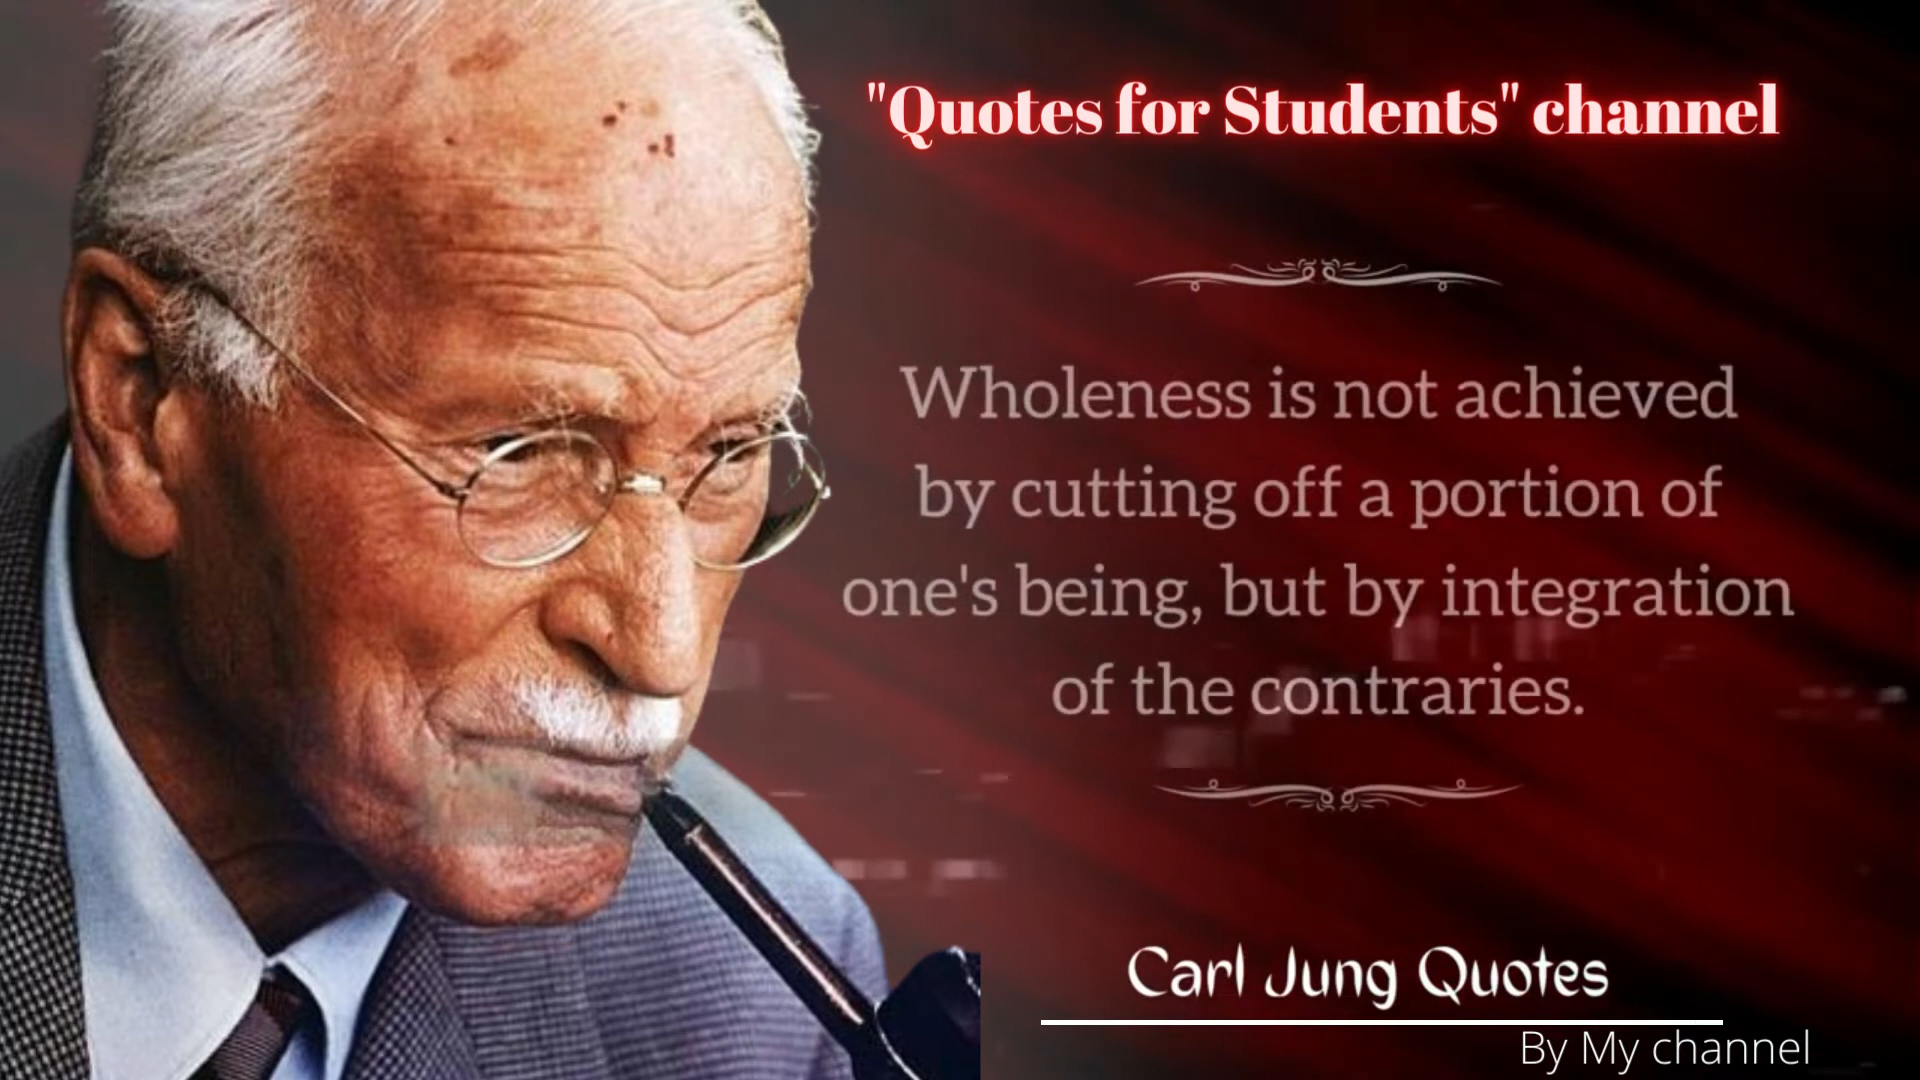 "Quotes for Students" channel
Wholeness is not achieved
by cutting off a portion of
one's being, but by integration
of the contraries.
Carl Jung Quotes
By My channel